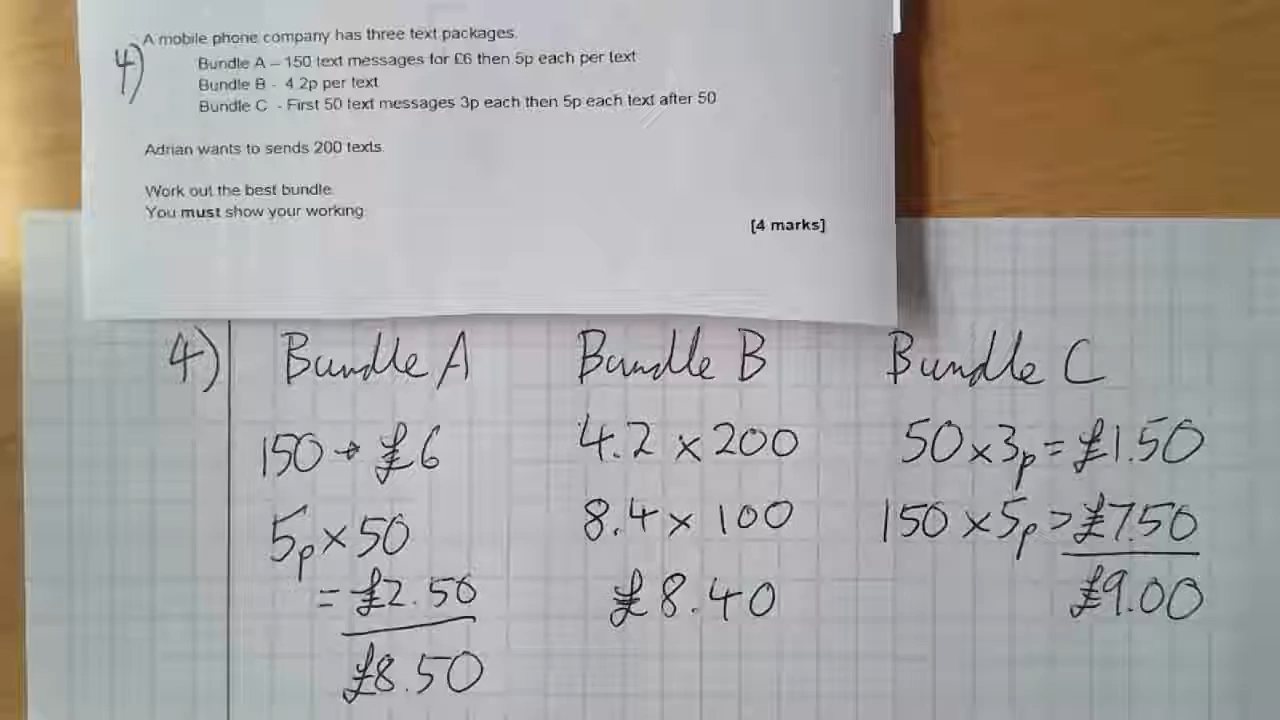 4)
A mobile phone company has three text packages.
Bundle A – 150 text messages for £6 then 5p each per text
Bundle B - 4.2p per text
Bundle C - First 50 text messages 3p each then 5p each text after 50
Adrian wants to sends 200 texts.
Work out the best bundle.
You must show your working.
[4 marks]
4)
Bundle A
150 → £6
5p × 50
= £2.50
£8.50
Bundle B
4.2 × 200
8.4 × 100
£8.40
Bundle C
50 × 3p = £1.50
150 × 5p = £7.50
£9.00